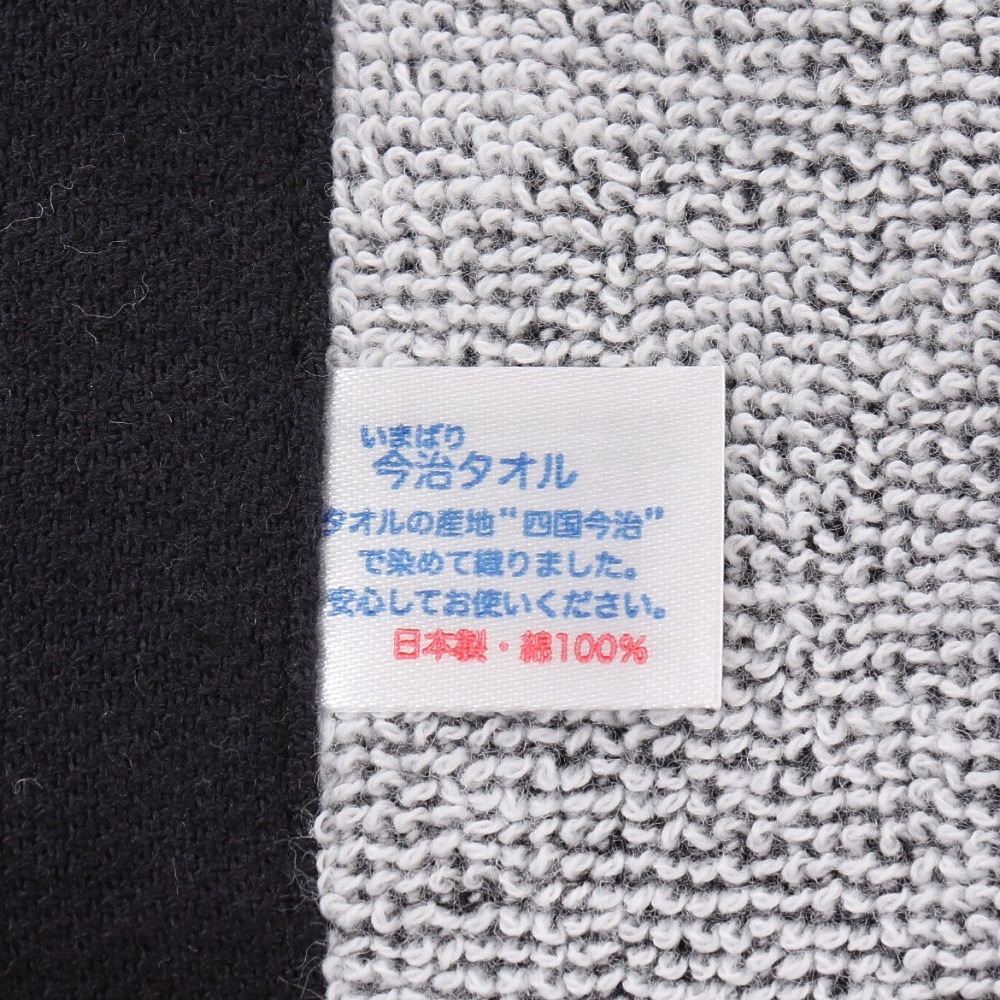 いまばり
今治タオル
タオルの産地“四国今治”
で染めて織りました。
安心してお使いください。
日本製・綿100%